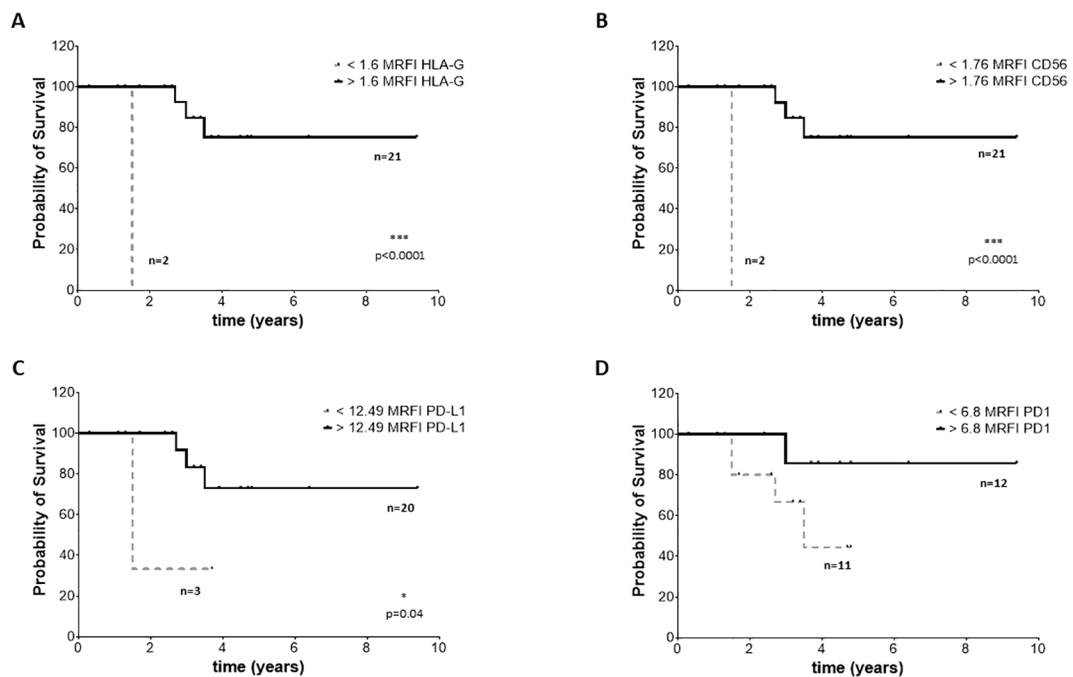 A
Probability of Survival
120
100
80
60
40
20
0
0 2 4 6 8 10
time (years)
< 1.6 MRFI HLA-G
> 1.6 MRFI HLA-G
n=21
n=2
***
p<0.0001
B
Probability of Survival
120
100
80
60
40
20
0
0 2 4 6 8 10
time (years)
< 1.76 MRFI CD56
> 1.76 MRFI CD56
n=21
n=2
***
p<0.0001
C
Probability of Survival
120
100
80
60
40
20
0
0 2 4 6 8 10
time (years)
< 12.49 MRFI PD-L1
> 12.49 MRFI PD-L1
n=20
n=3
*
p=0.04
D
Probability of Survival
120
100
80
60
40
20
0
0 2 4 6 8 10
time (years)
< 6.8 MRFI PD1
> 6.8 MRFI PD1
n=12
n=11